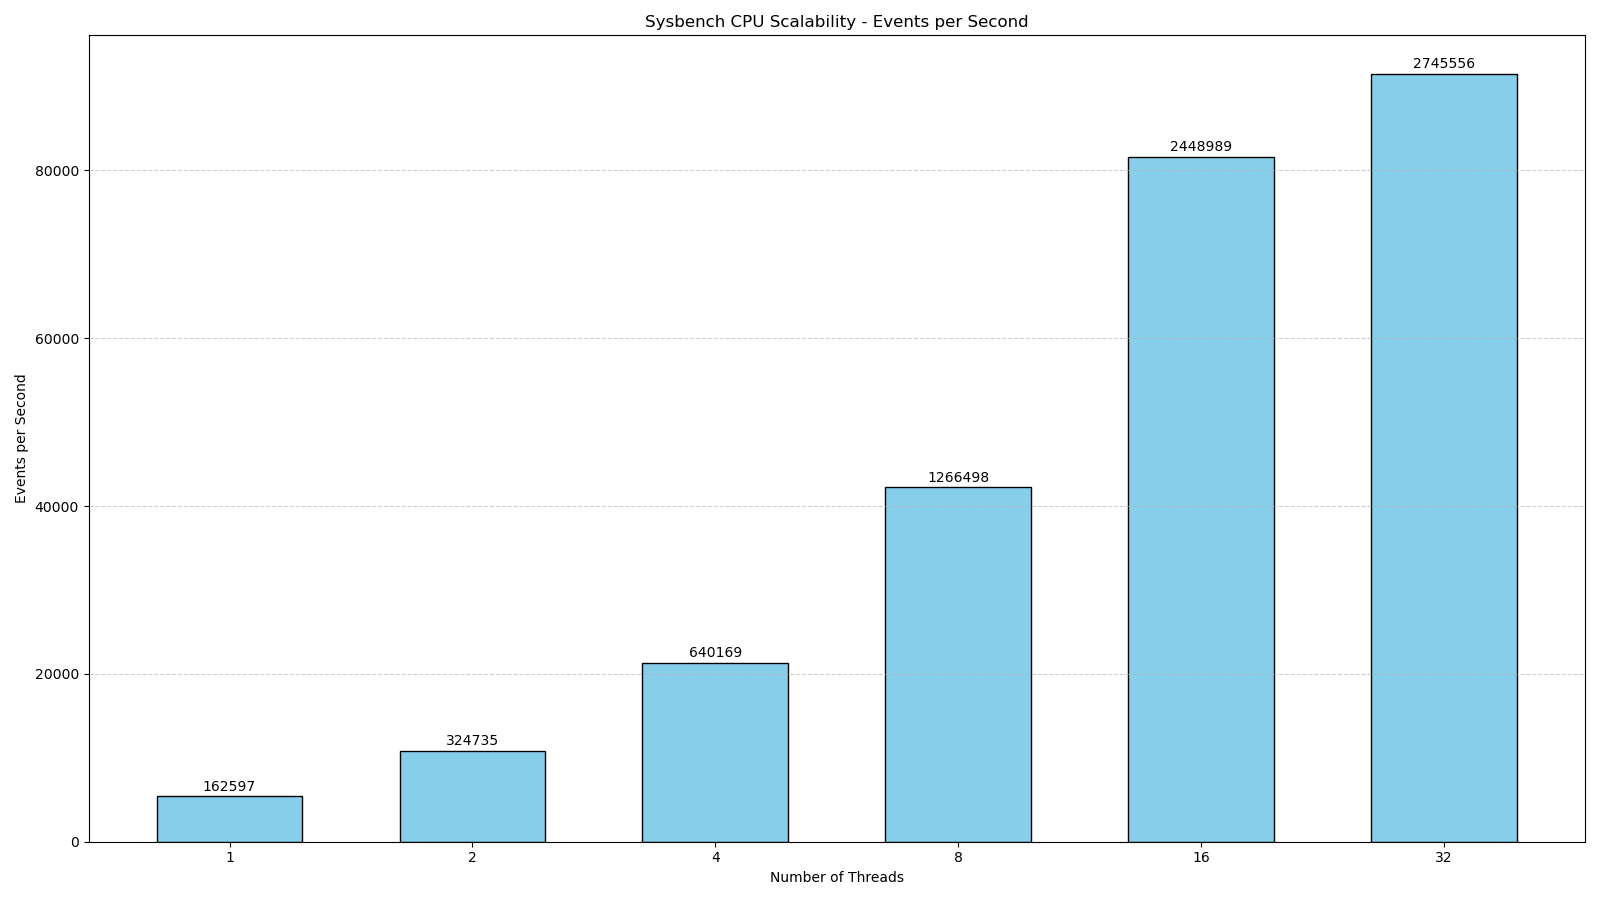 Sysbench CPU Scalability - Events per Second
2745556
2448989
1266498
640169
324735
162597
80000
60000
40000
20000
0
Events per Second
1 2 4 8 16 32
Number of Threads